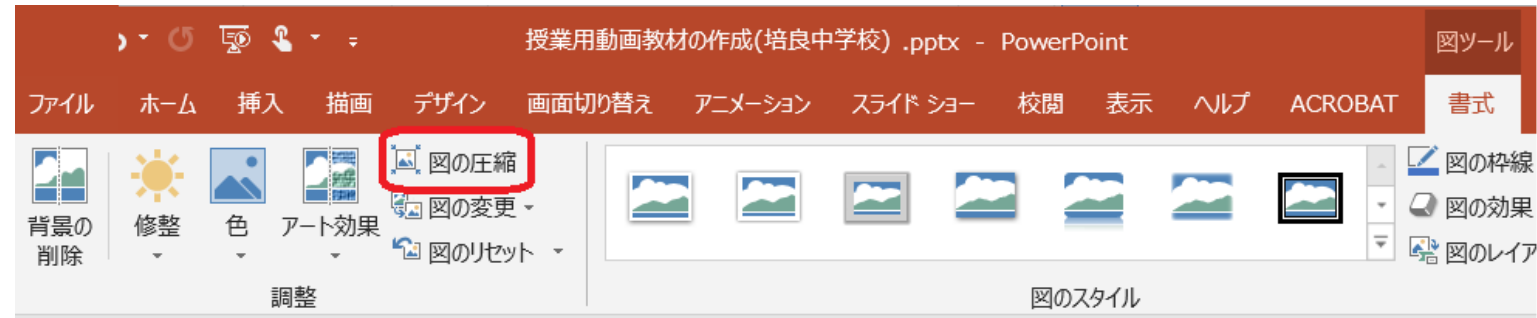 授業用動画教材の作成(培良中学校) .pptx - PowerPoint
図ツール
ファイル ホーム 挿入 描画 デザイン 画面切り替え アニメーション スライド ショー 校閲 表示 ヘルプ ACROBAT 書式
背景の
削除
修整
色
アート効果
図の圧縮
図の変更
図のリセット
調整
図のスタイル
図の枠線
図の効果
図のレイア